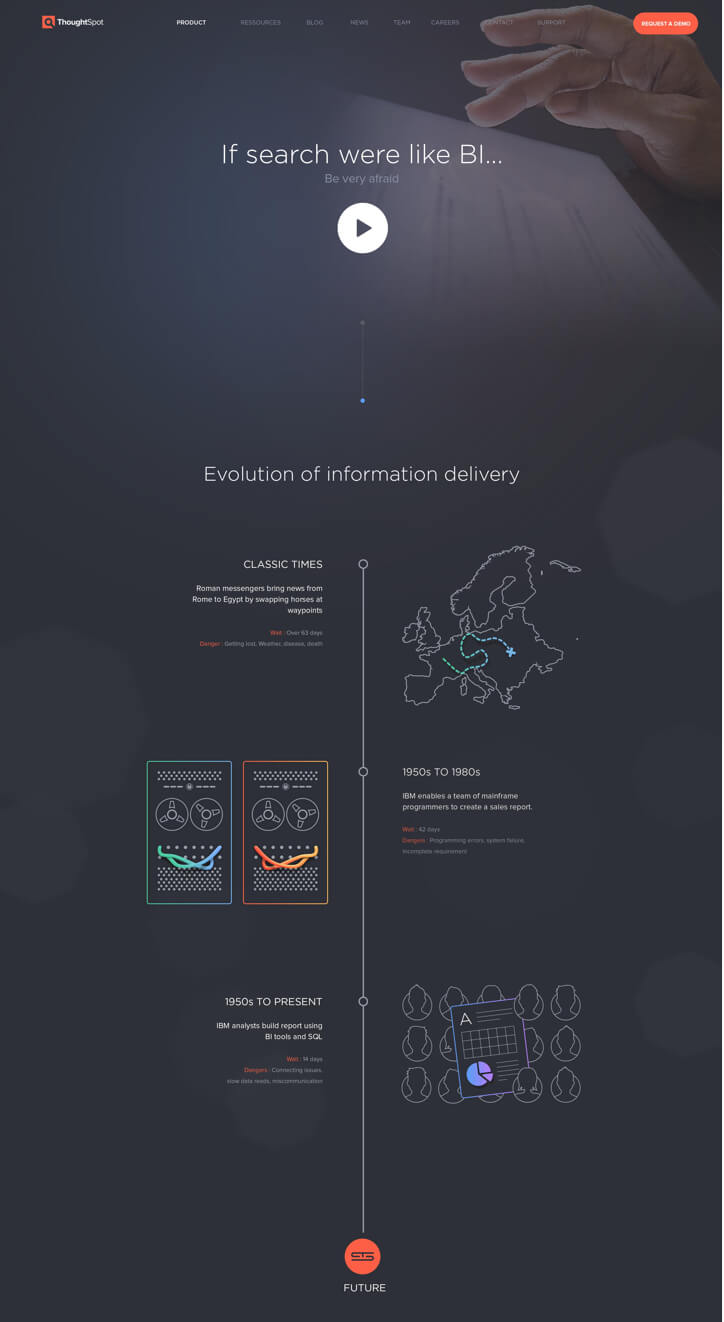 ThoughtSpot
PRODUCT
RESSOURCES
BLOG
NEWS
TEAM
CAREERS
CONTACT
SUPPORT
REQUEST A DEMO
If search were like BI...
Be very afraid
Evolution of information delivery
CLASSIC TIMES
Roman messengers bring news from
Rome to Egypt by swapping horses at
waypoints
Wait : Over 63 days
Danger : Getting lost, Weather, disease, death
1950s TO 1980s
IBM enables a team of mainframe
programmers to create a sales report.
Wait : 42 days
Dangers : Programming errors, system failure,
incomplete requirement
1950s TO PRESENT
IBM analysts build report using
BI tools and SQL
Wait : 14 days
Dangers : Connecting issues,
slow data reads, miscommunication
A
FUTURE